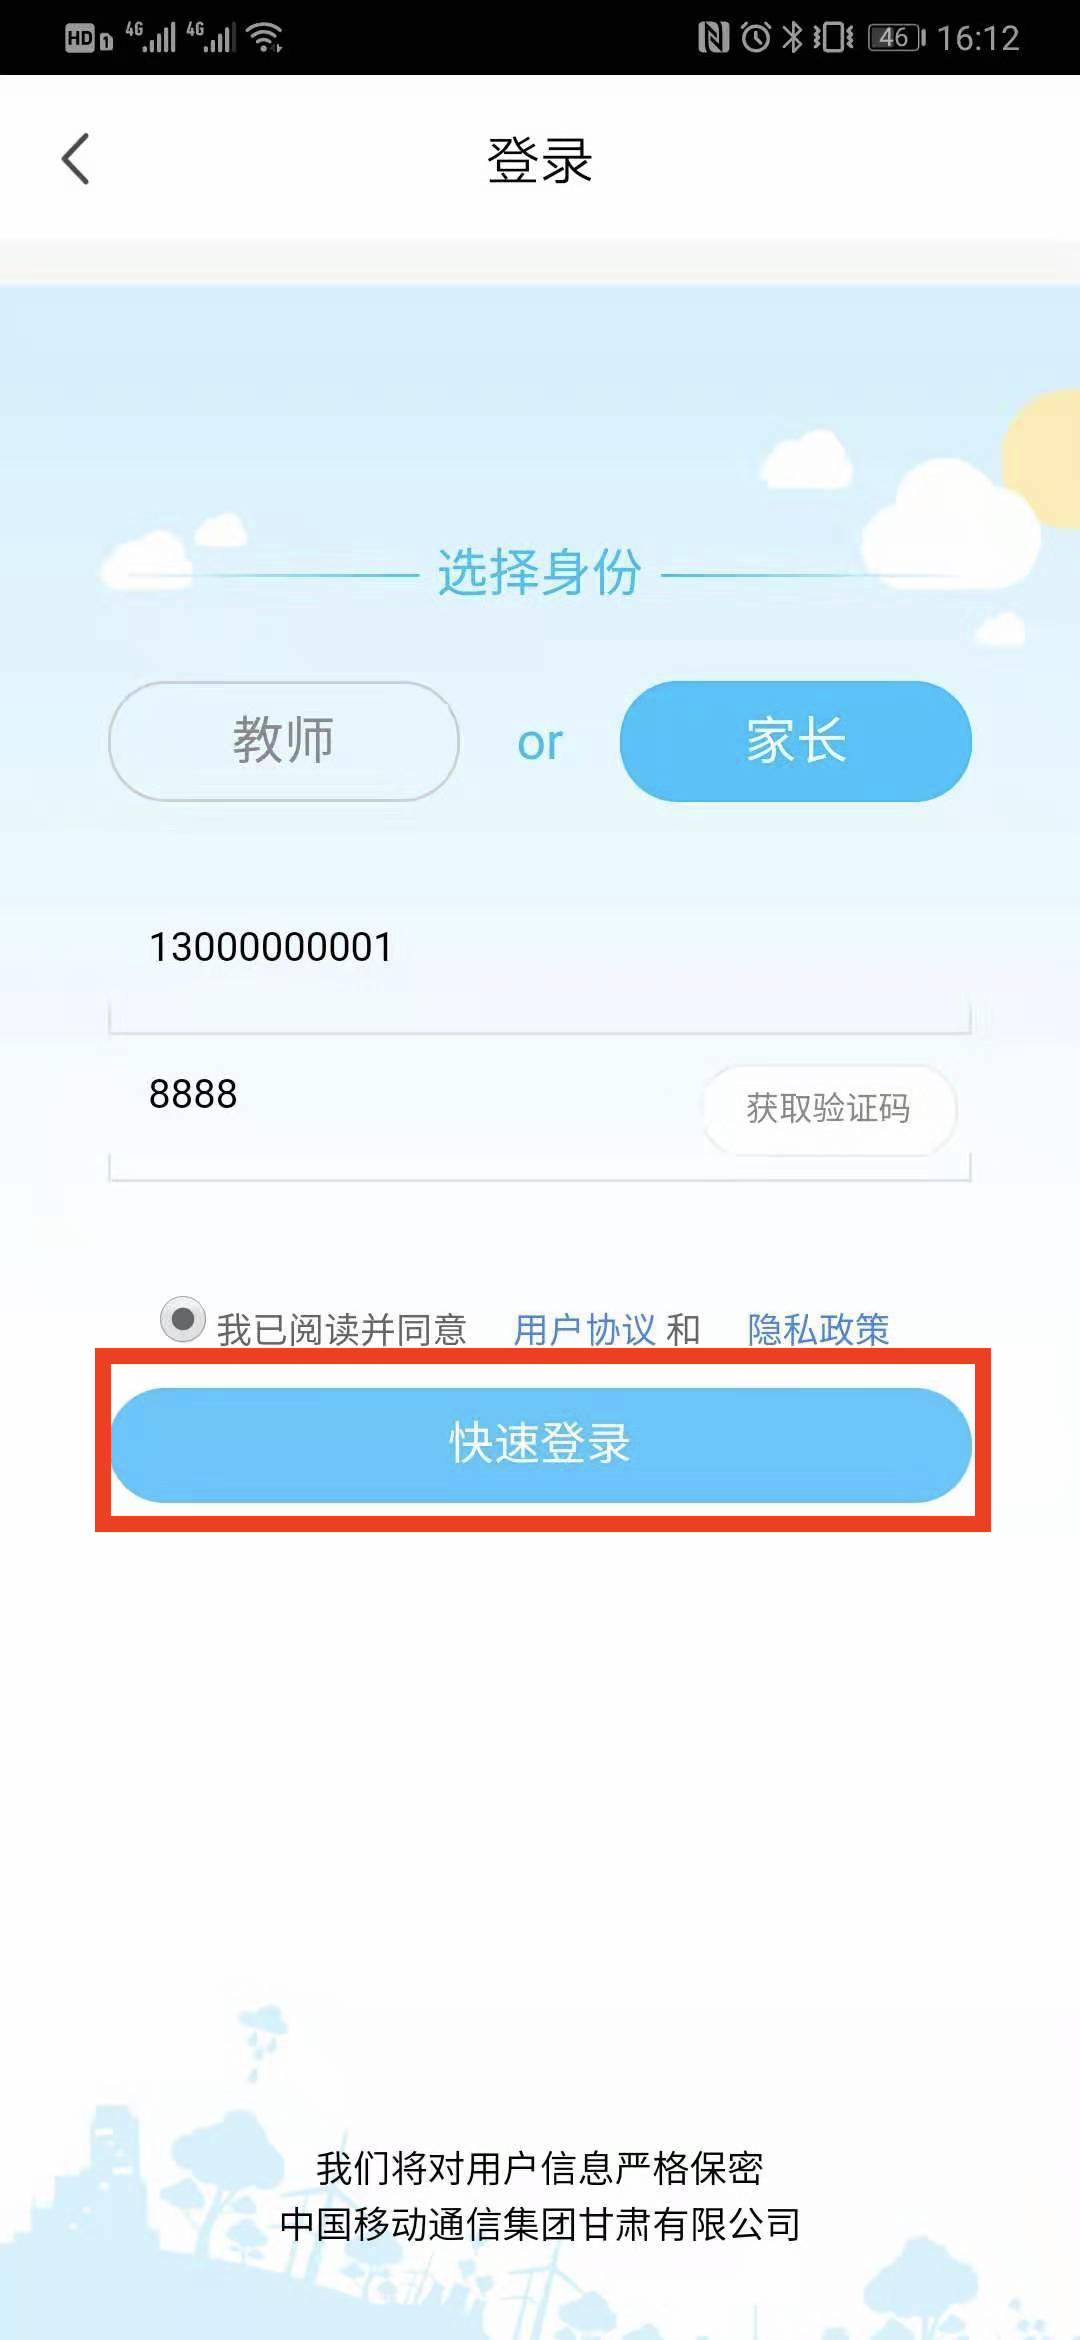 HD 1 4G 4G 46 16:12
登录
选择身份
教师 or 家长
13000000001
8888 获取验证码
我已阅读并同意 用户协议 和 隐私政策
快速登录
我们将对用户信息严格保密
中国移动通信集团甘肃有限公司